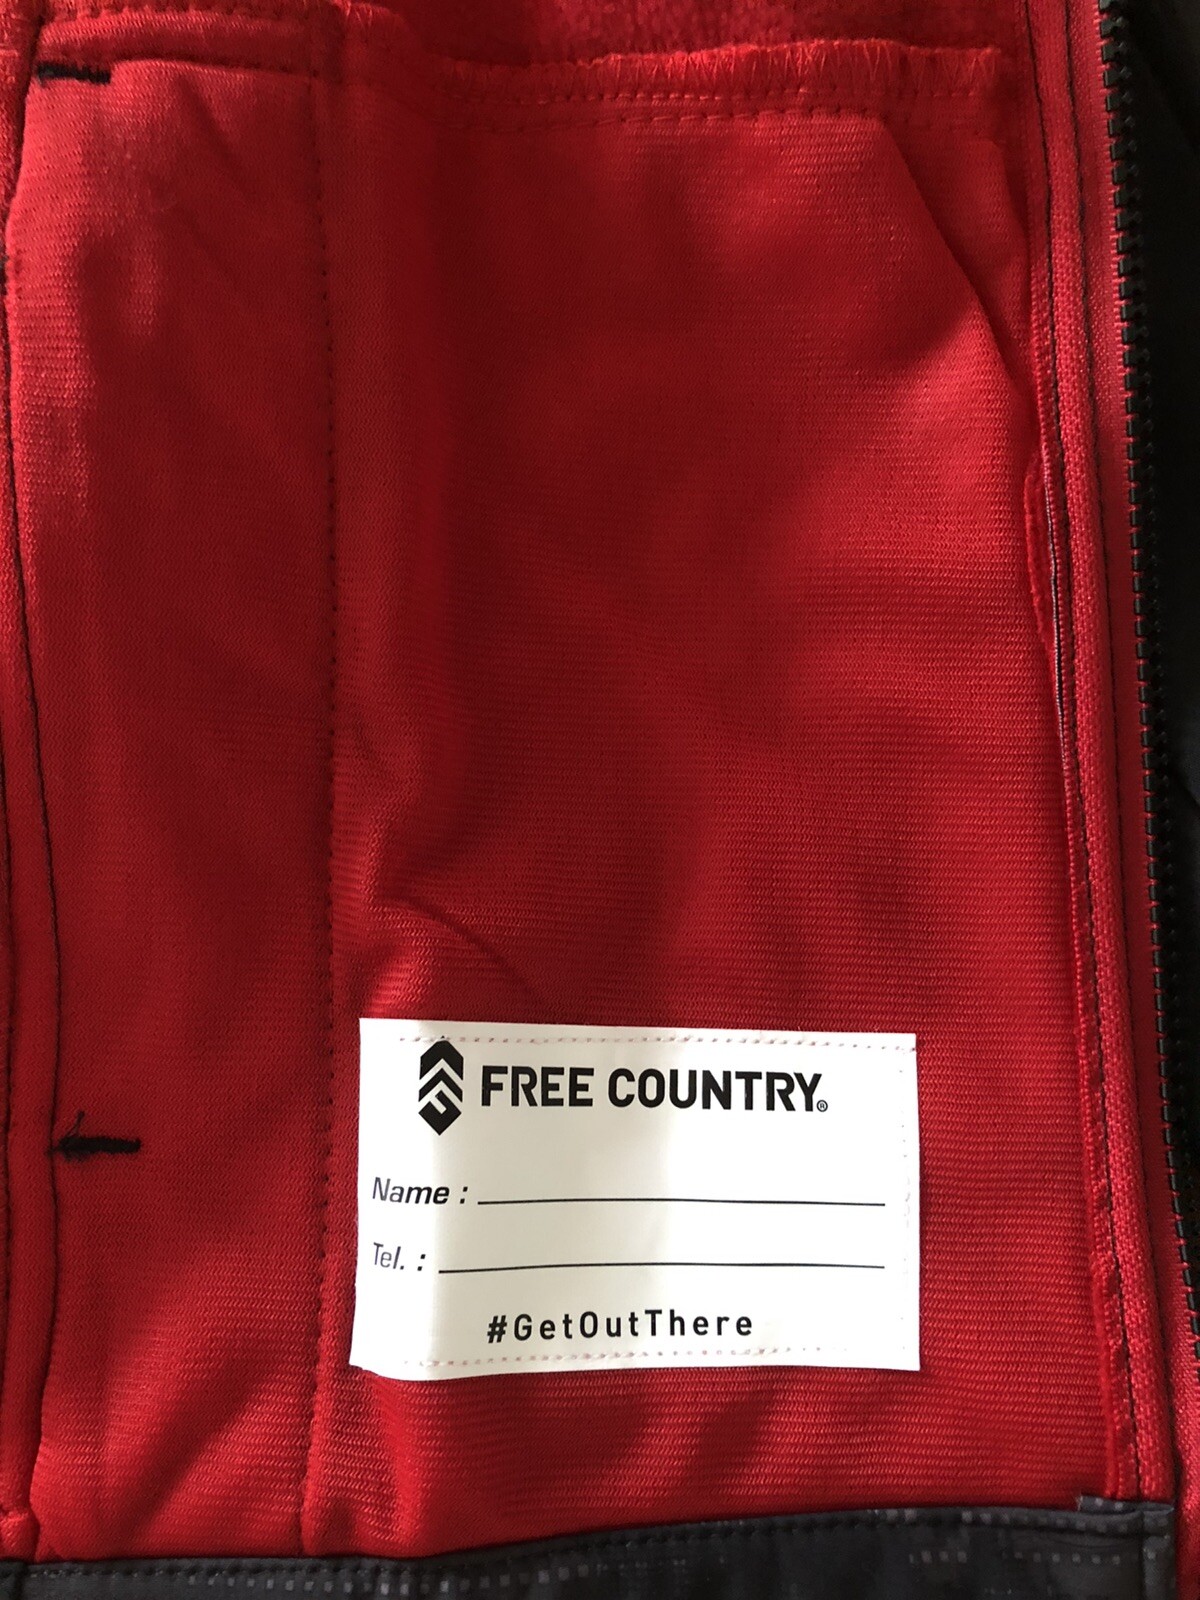 FREE COUNTRY®
Name :
Tel. :
#GetOutThere